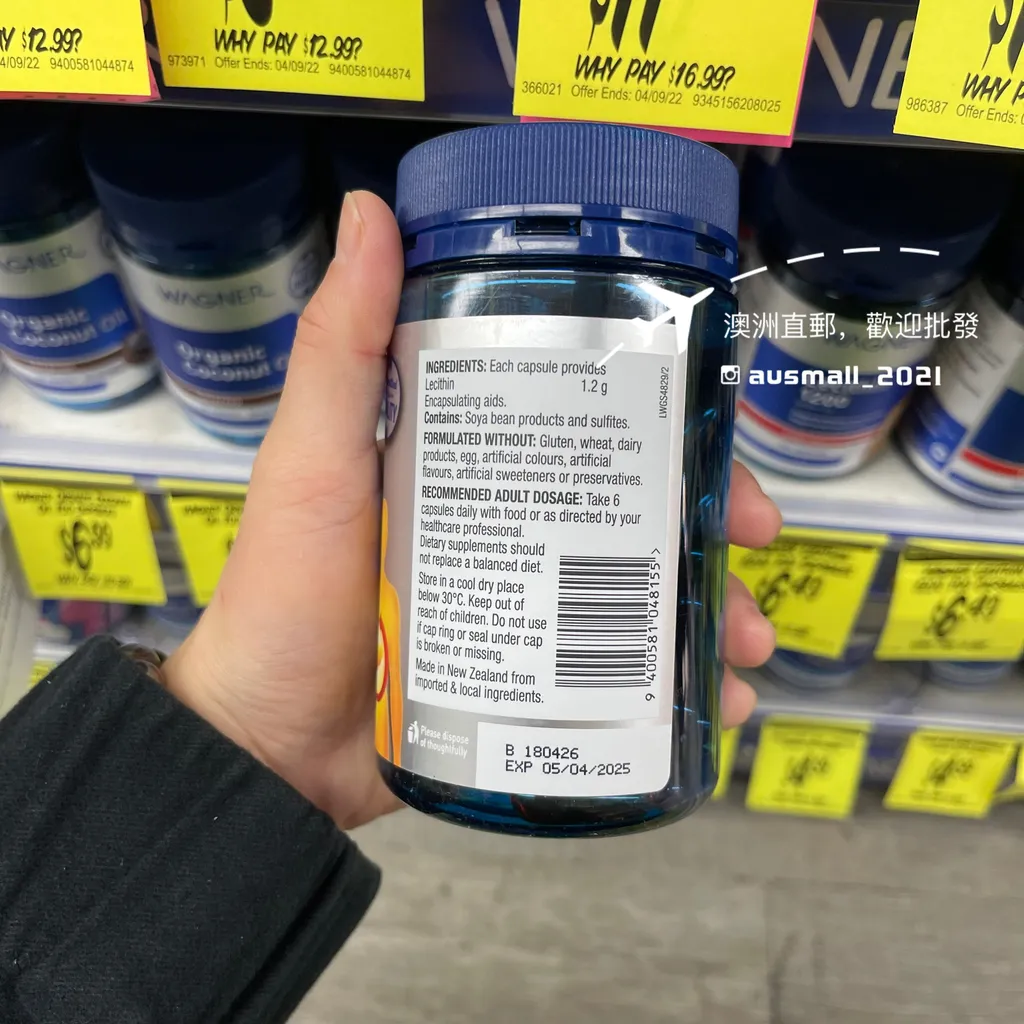 WHY PAY $12.99?
4/09/22 9400581044874
WHY PAY $12.99?
973971 Offer Ends: 04/09/22 9400581044874
WHY PAY $16.99?
366021 Offer Ends: 04/09/22 9345156208025
WHY P
986387 Offer Ends:
WAGNER
Organic
Coconut Oil
WAGNER
Organic
Coconut O
澳洲直郵，歡迎批發
ausmall_2021
1200
INGREDIENTS: Each capsule provides
Lecithin 1.2 g
Encapsulating aids.
Contains: Soya bean products and sulfites.
FORMULATED WITHOUT: Gluten, wheat, dairy
products, egg, artificial colours, artificial
flavours, artificial sweeteners or preservatives.
RECOMMENDED ADULT DOSAGE: Take 6
capsules daily with food or as directed by your
healthcare professional.
Dietary supplements should
not replace a balanced diet.
Store in a cool dry place
below 30°C. Keep out of
reach of children. Do not use
if cap ring or seal under cap
is broken or missing.
Made in New Zealand from
imported & local ingredients.
LWGS4829/2
9 400581 048155 >
Please dispose
of thoughtfully
B 180426
EXP 05/04/2025
$6.99
$6.49
$6.49